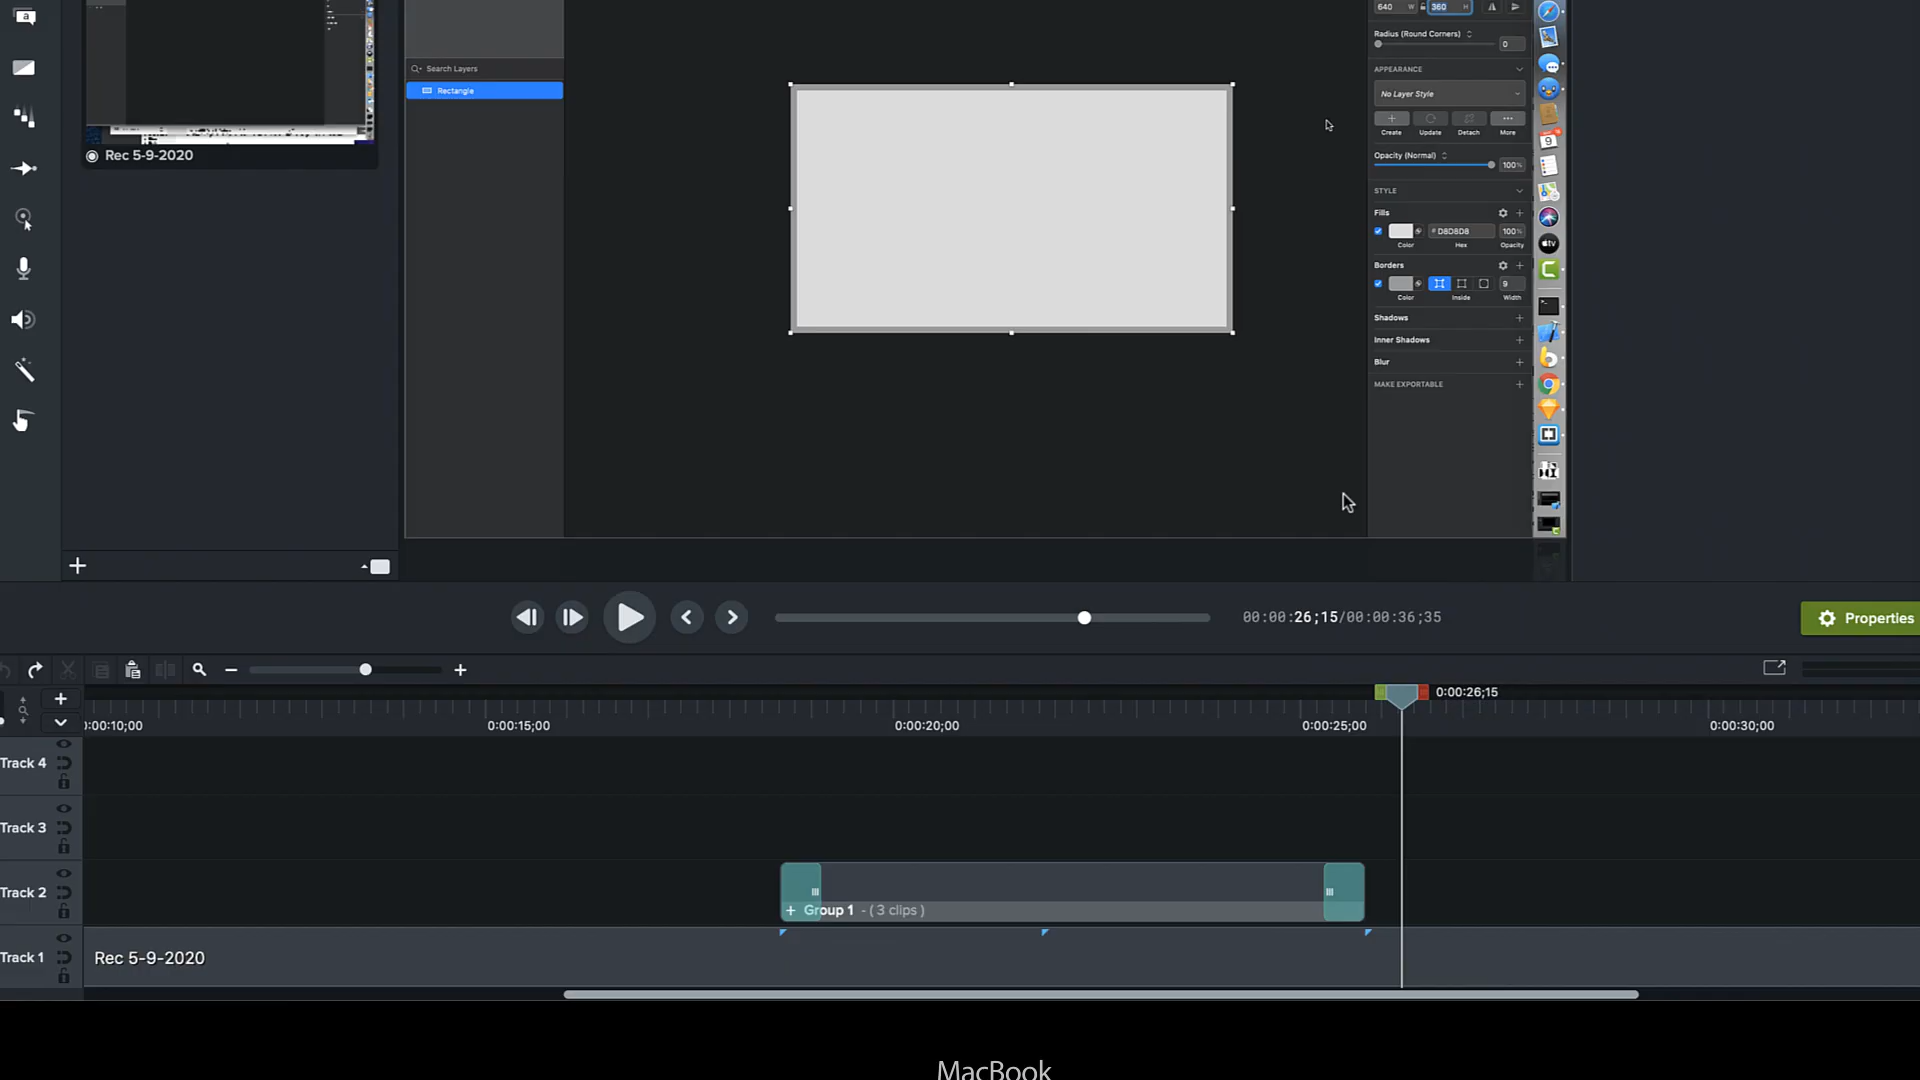 a
640 W 360 H
Radius (Round Corners) 0
Search Layers
APPEARANCE
Rectangle
No Layer Style
Create Update Detach More
Rec 5-9-2020
Opacity (Normal) 100%
STYLE
Fills
# D8D8D8 100%
Color Hex Opacity
Borders
9
Color Inside Width
Shadows
Inner Shadows
Blur
MAKE EXPORTABLE
9
tv
00:00:26;15/00:00:36;35
Properties
0:00:26;15
0:00:10;00 0:00:15;00 0:00:20;00 0:00:25;00 0:00:30;00
Track 4
Track 3
Track 2
+ Group 1 - ( 3 clips )
Track 1
Rec 5-9-2020
MacBook